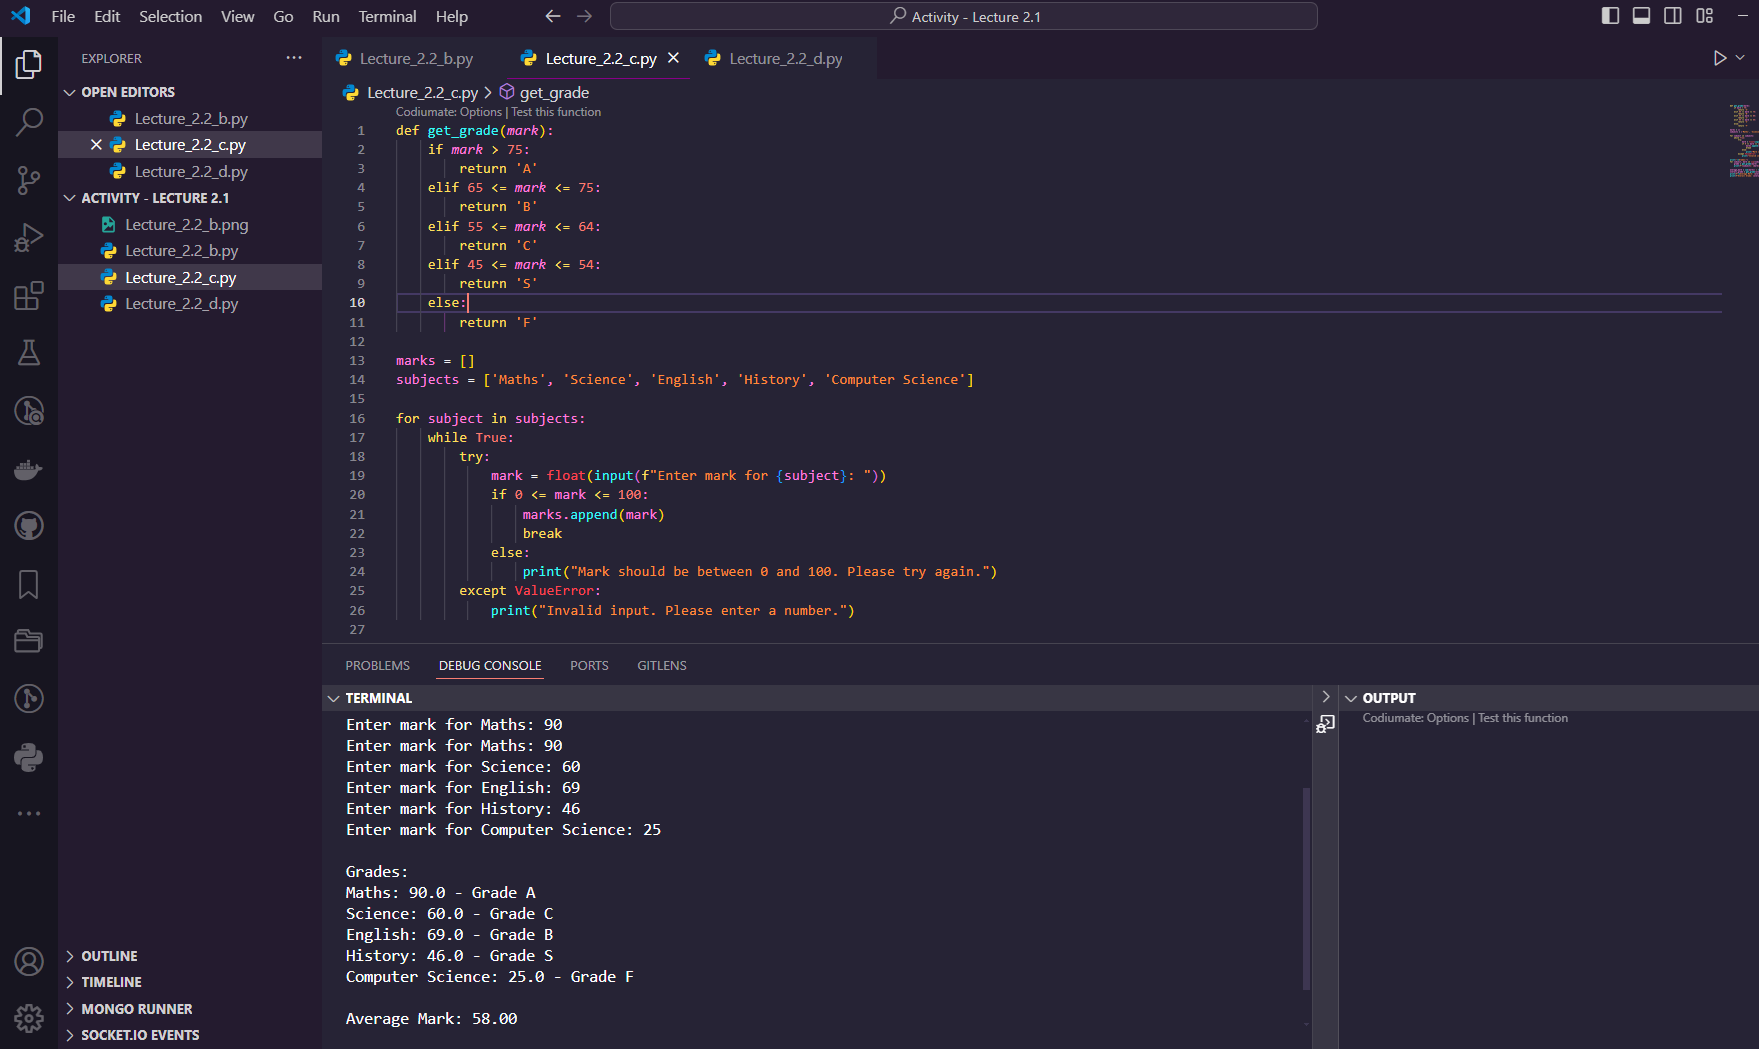 File Edit Selection View Go Run Terminal Help
Activity - Lecture 2.1
EXPLORER
OPEN EDITORS
Lecture_2.2_b.py
Lecture_2.2_c.py
Lecture_2.2_d.py
ACTIVITY - LECTURE 2.1
Lecture_2.2_b.png
Lecture_2.2_b.py
Lecture_2.2_c.py
Lecture_2.2_d.py
OUTLINE
TIMELINE
MONGO RUNNER
SOCKET.IO EVENTS
Lecture_2.2_b.py Lecture_2.2_c.py Lecture_2.2_d.py
Lecture_2.2_c.py > get_grade
Codiumate: Options | Test this function
1 def get_grade(mark):
2     if mark > 75:
3         return 'A'
4     elif 65 <= mark <= 75:
5         return 'B'
6     elif 55 <= mark <= 64:
7         return 'C'
8     elif 45 <= mark <= 54:
9         return 'S'
10     else:
11         return 'F'
12
13 marks = []
14 subjects = ['Maths', 'Science', 'English', 'History', 'Computer Science']
15
16 for subject in subjects:
17     while True:
18         try:
19             mark = float(input(f"Enter mark for {subject}: "))
20             if 0 <= mark <= 100:
21                 marks.append(mark)
22                 break
23             else:
24                 print("Mark should be between 0 and 100. Please try again.")
25         except ValueError:
26             print("Invalid input. Please enter a number.")
27
PROBLEMS DEBUG CONSOLE PORTS GITLENS
TERMINAL
Enter mark for Maths: 90
Enter mark for Maths: 90
Enter mark for Science: 60
Enter mark for English: 69
Enter mark for History: 46
Enter mark for Computer Science: 25
Grades:
Maths: 90.0 - Grade A
Science: 60.0 - Grade C
English: 69.0 - Grade B
History: 46.0 - Grade S
Computer Science: 25.0 - Grade F
Average Mark: 58.00
OUTPUT
Codiumate: Options | Test this function